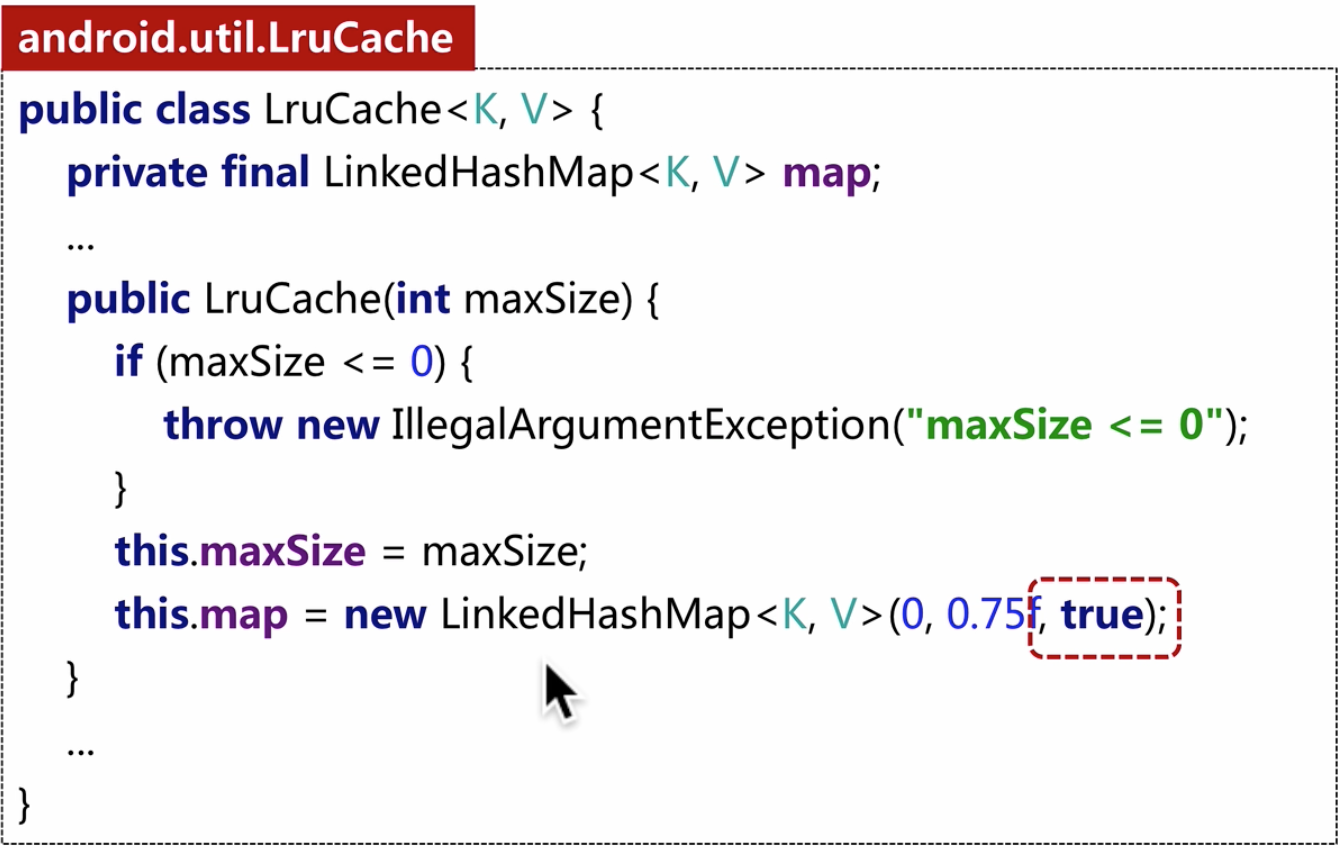 android.util.LruCache
public class LruCache<K, V> {
private final LinkedHashMap<K, V> map;
...
public LruCache(int maxSize) {
if (maxSize <= 0) {
throw new IllegalArgumentException("maxSize <= 0");
}
this.maxSize = maxSize;
this.map = new LinkedHashMap<K, V>(0, 0.75f, true);
}
...
}